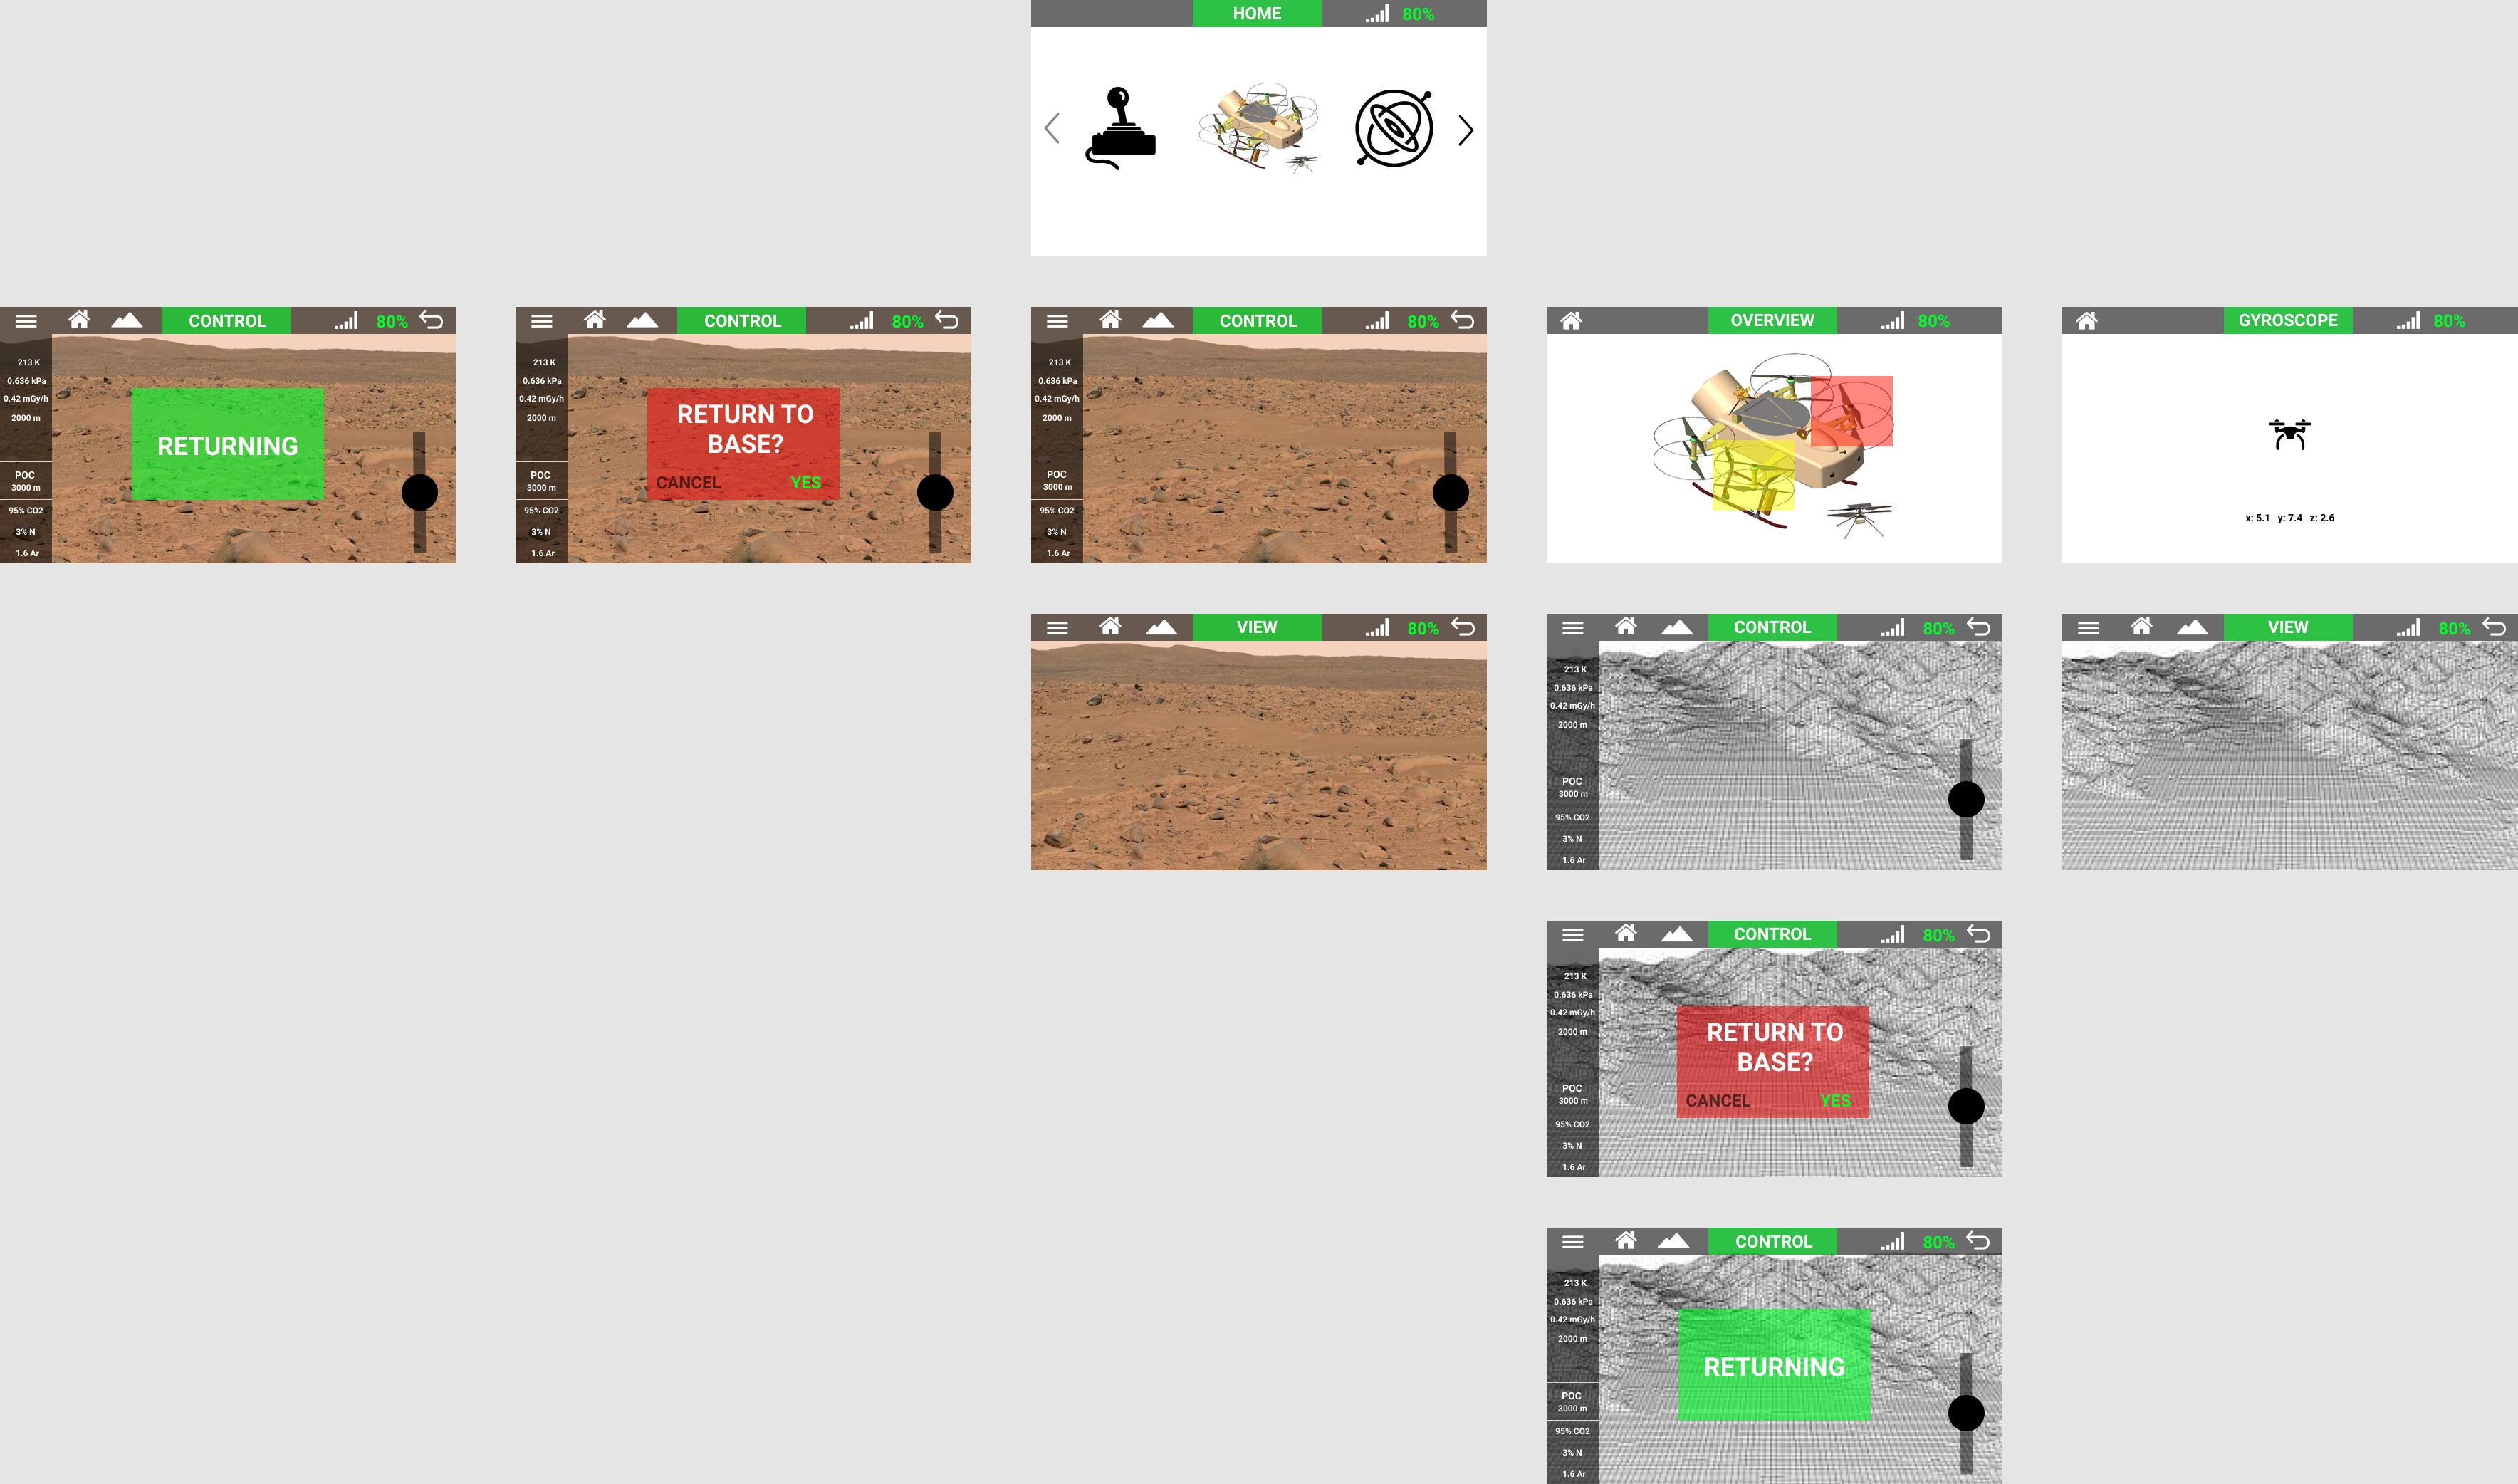 HOME 80%
CONTROL 80%
213 K
0.636 kPa
0.42 mGy/h
2000 m
RETURNING
POC
3000 m
95% CO2
3% N
1.6 Ar
CONTROL 80%
213 K
0.636 kPa
0.42 mGy/h
2000 m
RETURN TO
BASE?
CANCEL YES
POC
3000 m
95% CO2
3% N
1.6 Ar
CONTROL 80%
213 K
0.636 kPa
0.42 mGy/h
2000 m
POC
3000 m
95% CO2
3% N
1.6 Ar
OVERVIEW 80%
GYROSCOPE 80%
x: 5.1 y: 7.4 z: 2.6
VIEW 80%
CONTROL 80%
213 K
0.636 kPa
0.42 mGy/h
2000 m
POC
3000 m
95% CO2
3% N
1.6 Ar
VIEW 80%
CONTROL 80%
213 K
0.636 kPa
0.42 mGy/h
2000 m
RETURN TO
BASE?
CANCEL YES
POC
3000 m
95% CO2
3% N
1.6 Ar
CONTROL 80%
213 K
0.636 kPa
0.42 mGy/h
2000 m
RETURNING
POC
3000 m
95% CO2
3% N
1.6 Ar